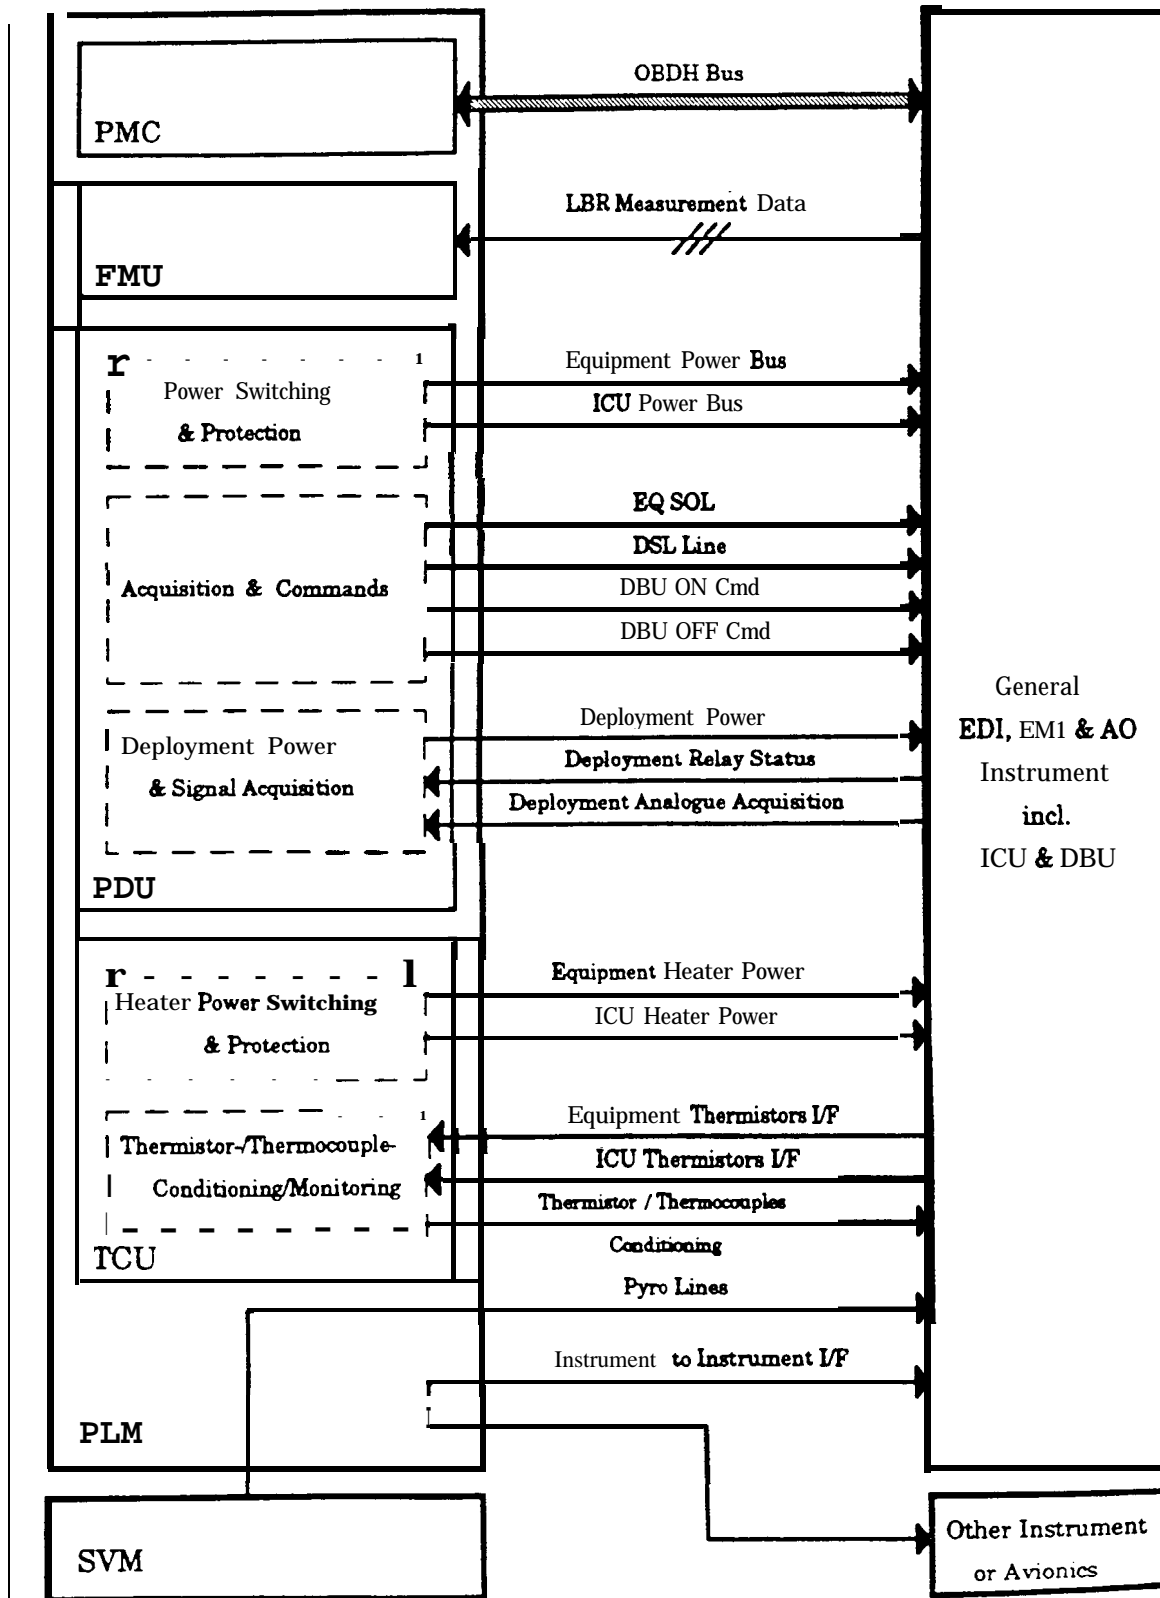 OBDH Bus
PMC
LBR Measurement Data
FMU
Equipment Power Bus
Power Switching
& Protection
ICU Power Bus
EQ SOL
DSL Line
Acquisition & Commands
DBU ON Cmd
DBU OFF Cmd
Deployment Power
Deployment Power
& Signal Acquisition
Deployment Relay Status
Deployment Analogue Acquisition
PDU
General
EDI, EM1 & AO
Instrument
incl.
ICU & DBU
Equipment Heater Power
Heater Power Switching
& Protection
ICU Heater Power
Equipment Thermistors I/F
Thermistor-/Thermocouple-
Conditioning/Monitoring
ICU Thermistors I/F
Thermistor / Thermocouples
Conditioning
TCU
Pyro Lines
Instrument to Instrument I/F
PLM
SVM
Other Instrument
or Avionics